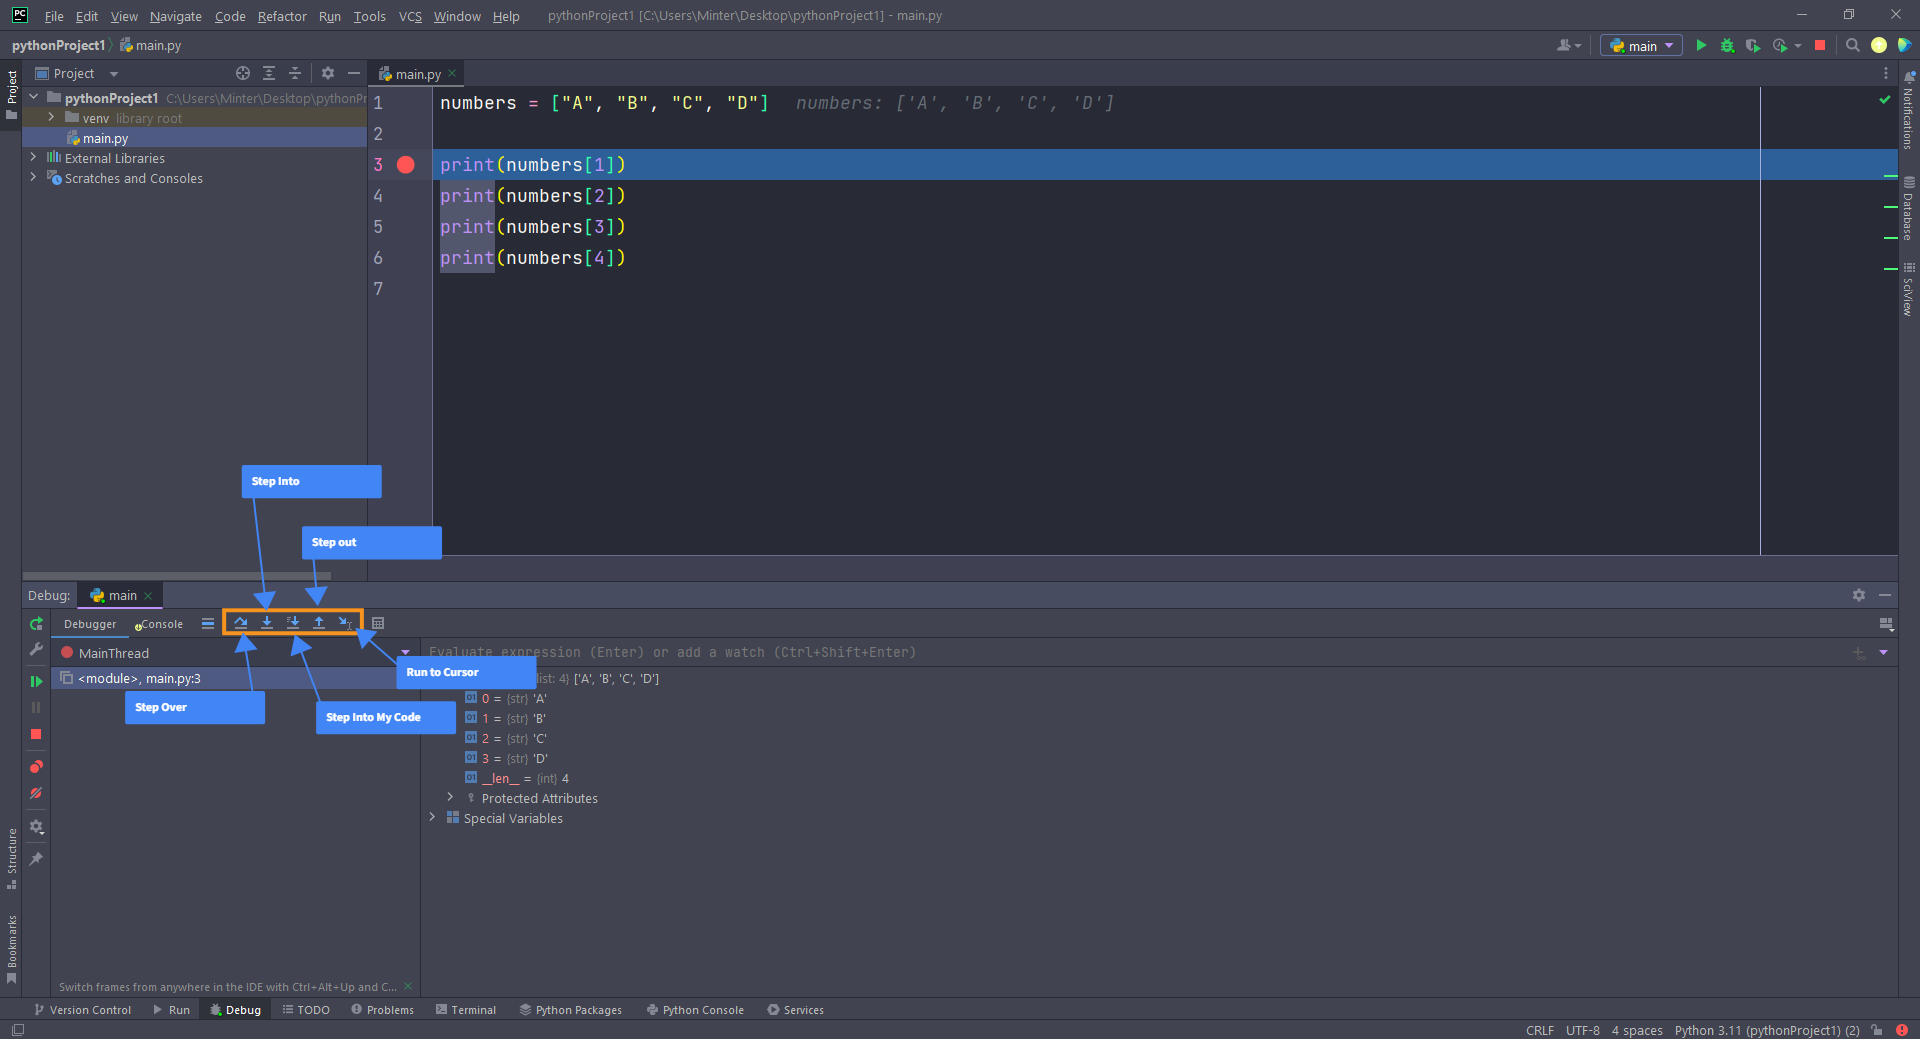 PC File Edit View Navigate Code Refactor Run Tools VCS Window Help pythonProject1 [C:\Users\Minter\Desktop\pythonProject1] - main.py
pythonProject1 main.py main
Project
Project
main.py
pythonProject1 C:\Users\Minter\Desktop\pythonPr
venv library root
main.py
External Libraries
Scratches and Consoles
1 numbers = ["A", "B", "C", "D"] numbers: ['A', 'B', 'C', 'D']
2
3 print(numbers[1])
4 print(numbers[2])
5 print(numbers[3])
6 print(numbers[4])
7
Notifications
Database
SciView
Step Into
Step out
Debug: main
Debugger Console
MainThread
Evaluate expression (Enter) or add a watch (Ctrl+Shift+Enter)
Run to Cursor
<module>, main.py:3
list: 4} ['A', 'B', 'C', 'D']
Step Over
Step Into My Code
01 0 = {str} 'A'
01 1 = {str} 'B'
01 2 = {str} 'C'
01 3 = {str} 'D'
01 __len__ = {int} 4
Protected Attributes
Special Variables
Structure
Bookmarks
Switch frames from anywhere in the IDE with Ctrl+Alt+Up and C...
Version Control Run Debug TODO Problems Terminal Python Packages Python Console Services
CRLF UTF-8 4 spaces Python 3.11 (pythonProject1) (2)